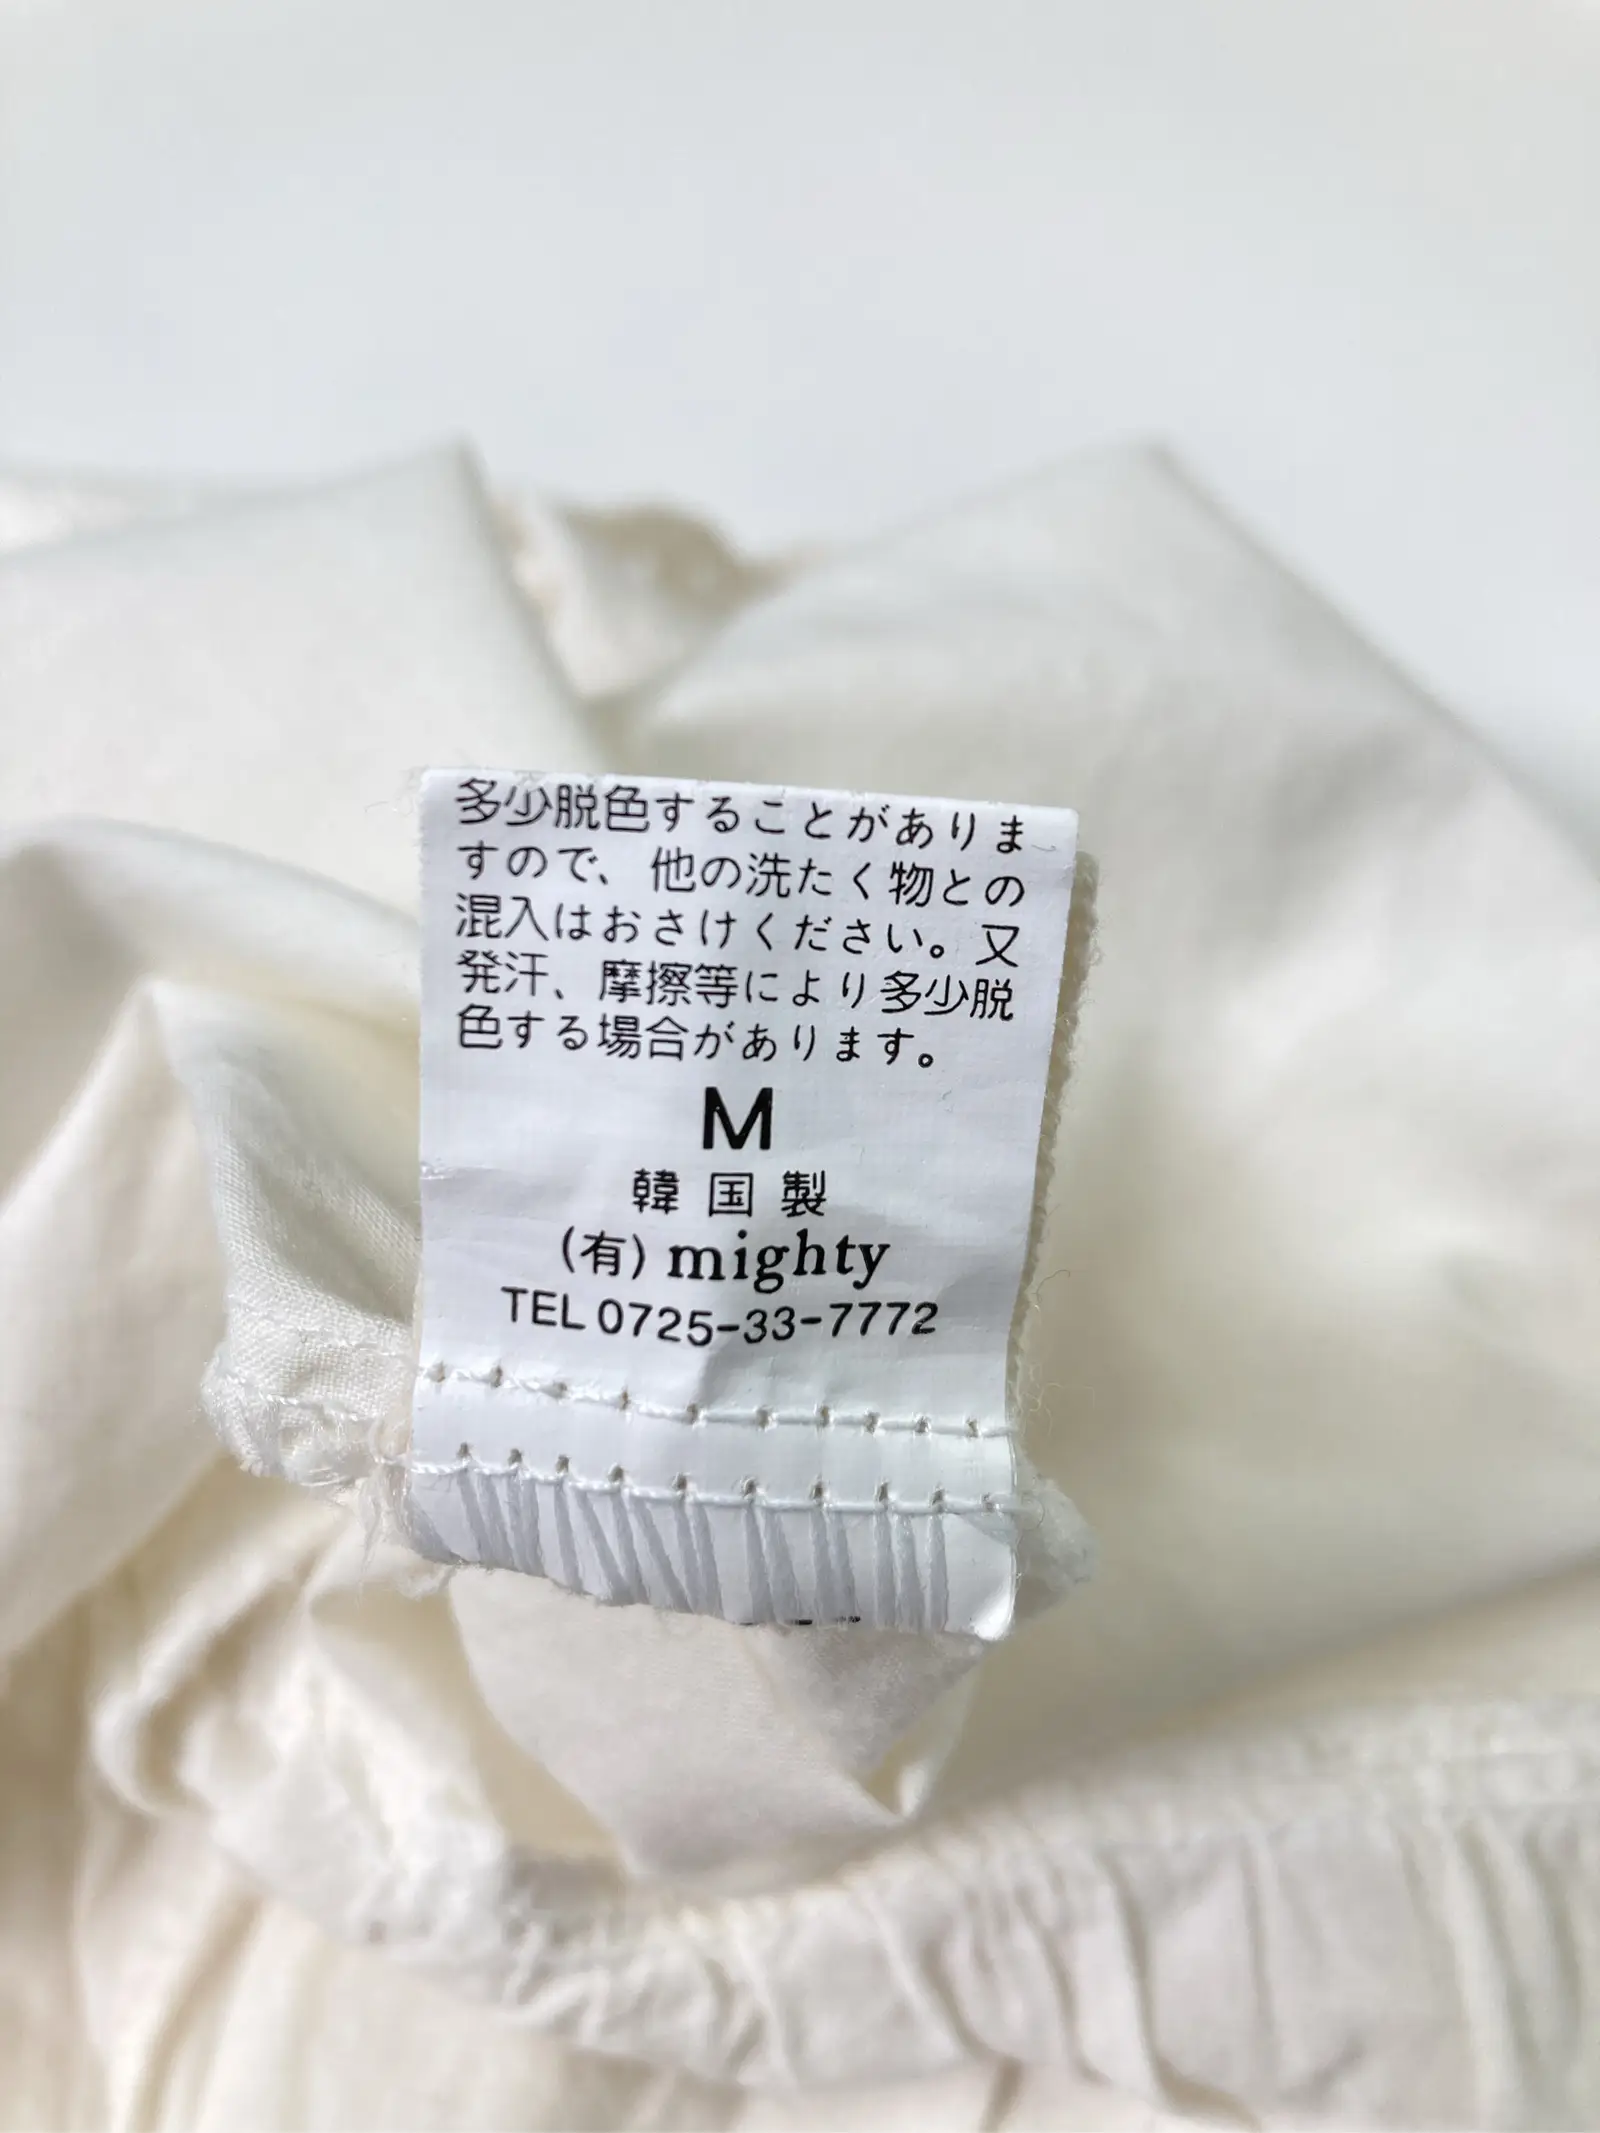 多少脱色することがありま
すので、他の洗たく物との
混入はおさけください。又
発汗、摩擦等により多少脱
色する場合があります。
M
韓国製
(有)mighty
TEL 0725-33-7772